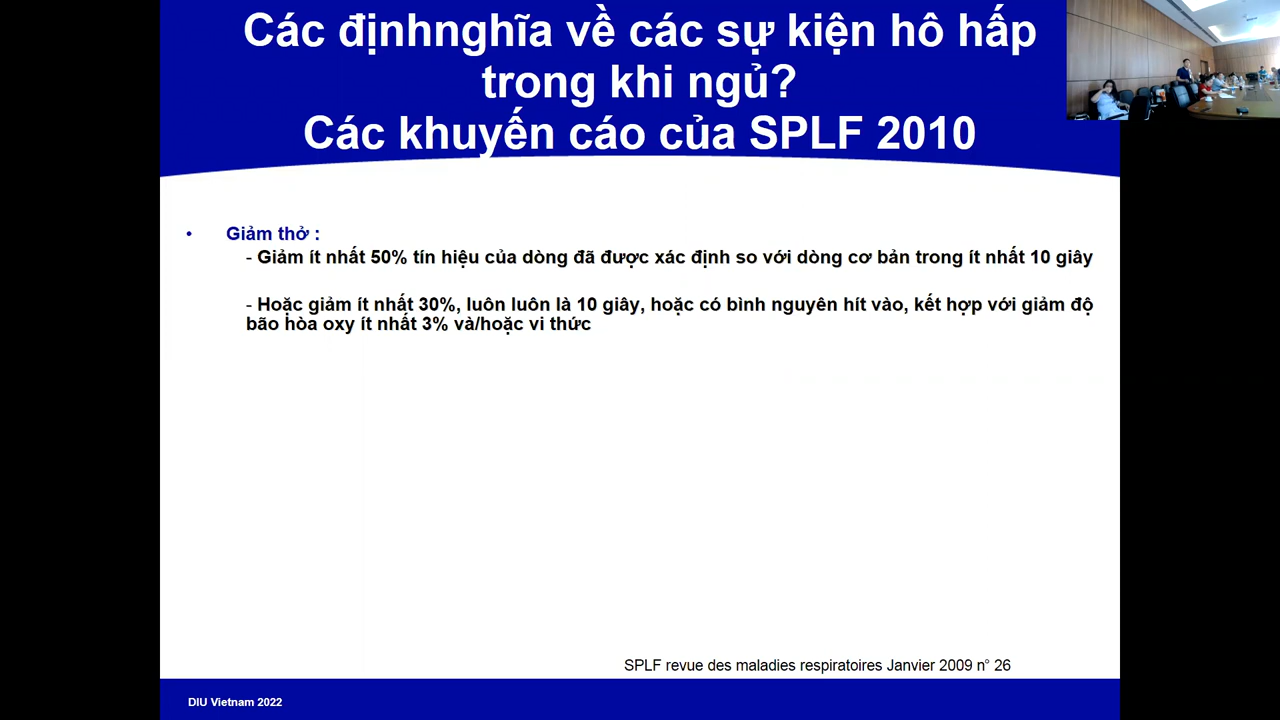 Các địnhnghĩa về các sự kiện hô hấp
trong khi ngủ?
Các khuyến cáo của SPLF 2010
• Giảm thở :
- Giảm ít nhất 50% tín hiệu của dòng đã được xác định so với dòng cơ bản trong ít nhất 10 giây
- Hoặc giảm ít nhất 30%, luôn luôn là 10 giây, hoặc có bình nguyên hít vào, kết hợp với giảm độ
bão hòa oxy ít nhất 3% và/hoặc vi thức
SPLF revue des maladies respiratoires Janvier 2009 n° 26
DIU Vietnam 2022